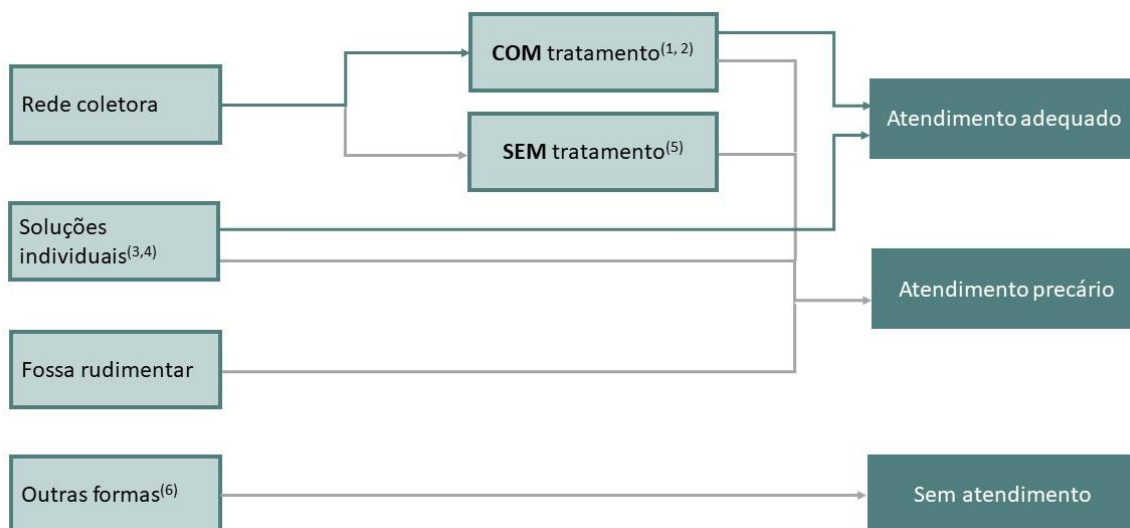 COM tratamento(1, 2)
Rede coletora
Atendimento adequado
SEM tratamento(5)
Soluções
individuais(3,4)
Atendimento precário
Fossa rudimentar
Outras formas(6)
Sem atendimento